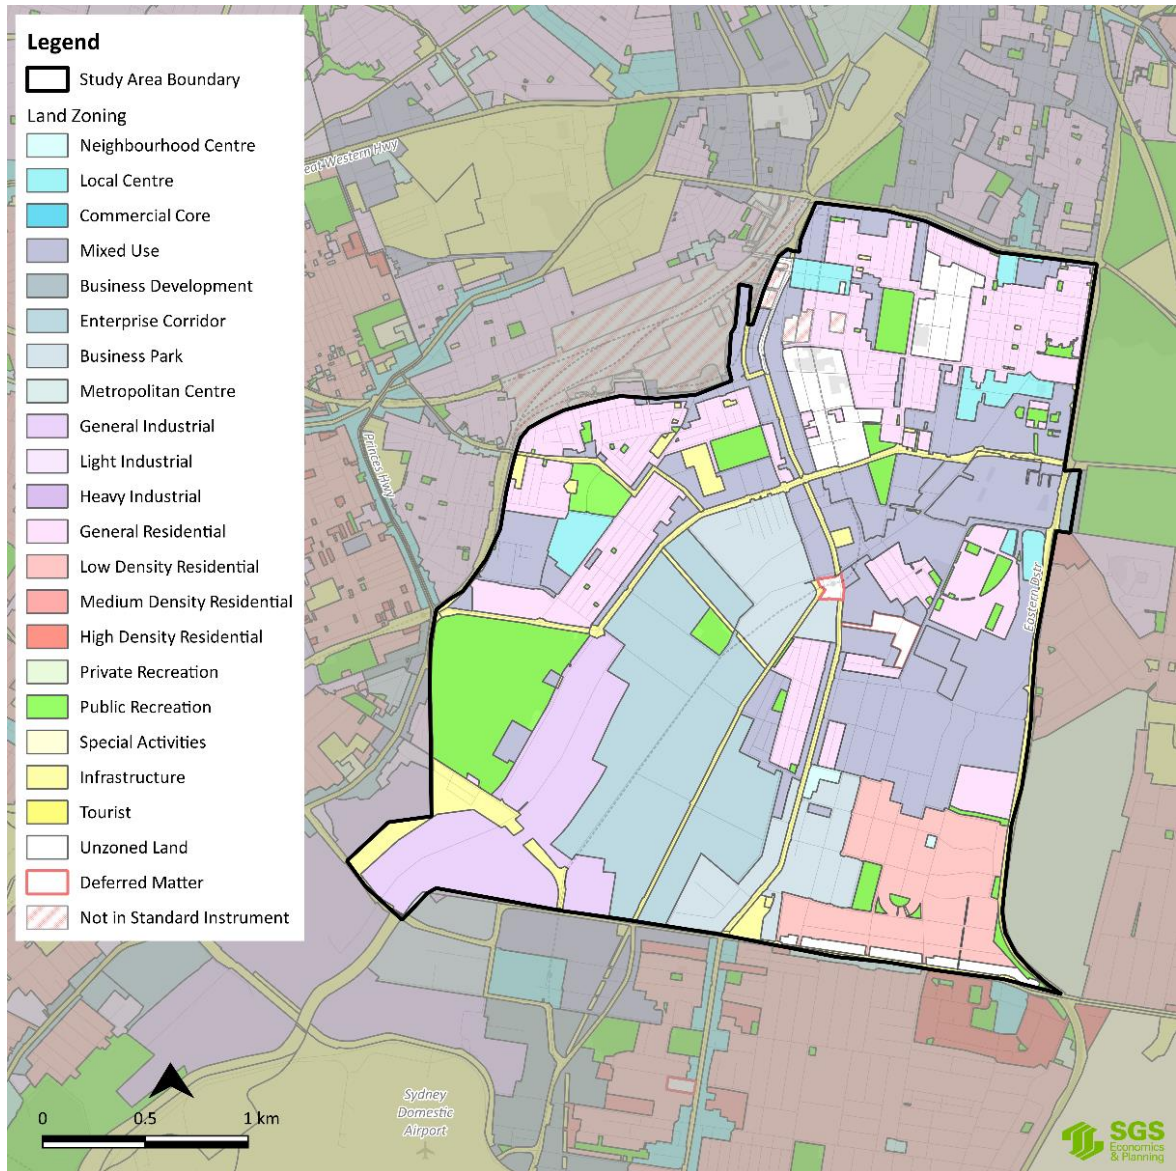 Legend
Study Area Boundary
Land Zoning
Neighbourhood Centre
Local Centre
Commercial Core
Mixed Use
Business Development
Enterprise Corridor
Business Park
Metropolitan Centre
General Industrial
Light Industrial
Heavy Industrial
General Residential
Low Density Residential
Medium Density Residential
High Density Residential
Private Recreation
Public Recreation
Special Activities
Infrastructure
Tourist
Unzoned Land
Deferred Matter
Not in Standard Instrument
eat Western Hwy
Princes Hwy
Eastern Dstr
Sydney
Domestic
Airport
0 0.5 1 km
SGS
Economics
& Planning